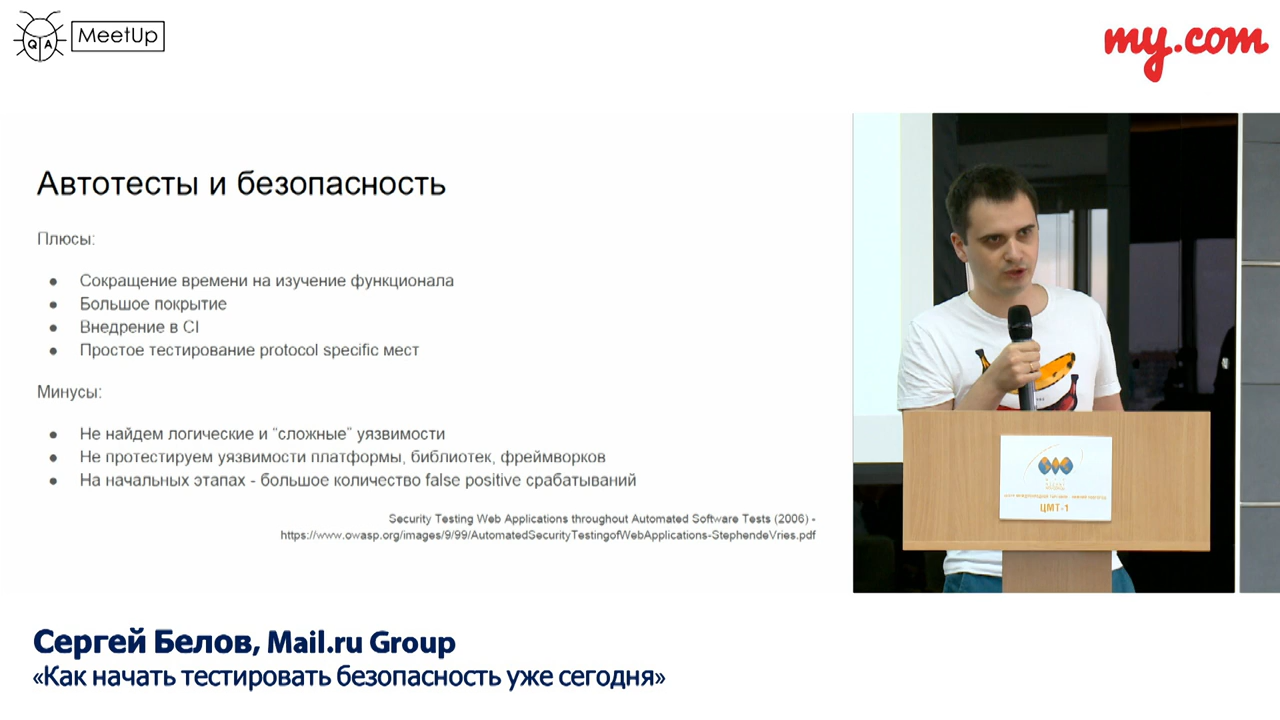 QA MeetUp
my.com
Автотесты и безопасность
Плюсы:
● Сокращение времени на изучение функционала
● Большое покрытие
● Внедрение в CI
● Простое тестирование protocol specific мест
Минусы:
● Не найдем логические и “сложные” уязвимости
● Не протестируем уязвимости платформы, библиотек, фреймворков
● На начальных этапах - большое количество false positive срабатываний
Security Testing Web Applications throughout Automated Software Tests (2006) -
https://www.owasp.org/images/9/99/AutomatedSecurityTestingofWebApplications-StephendeVries.pdf
ЦМТ-1
Сергей Белов, Mail.ru Group
«Как начать тестировать безопасность уже сегодня»